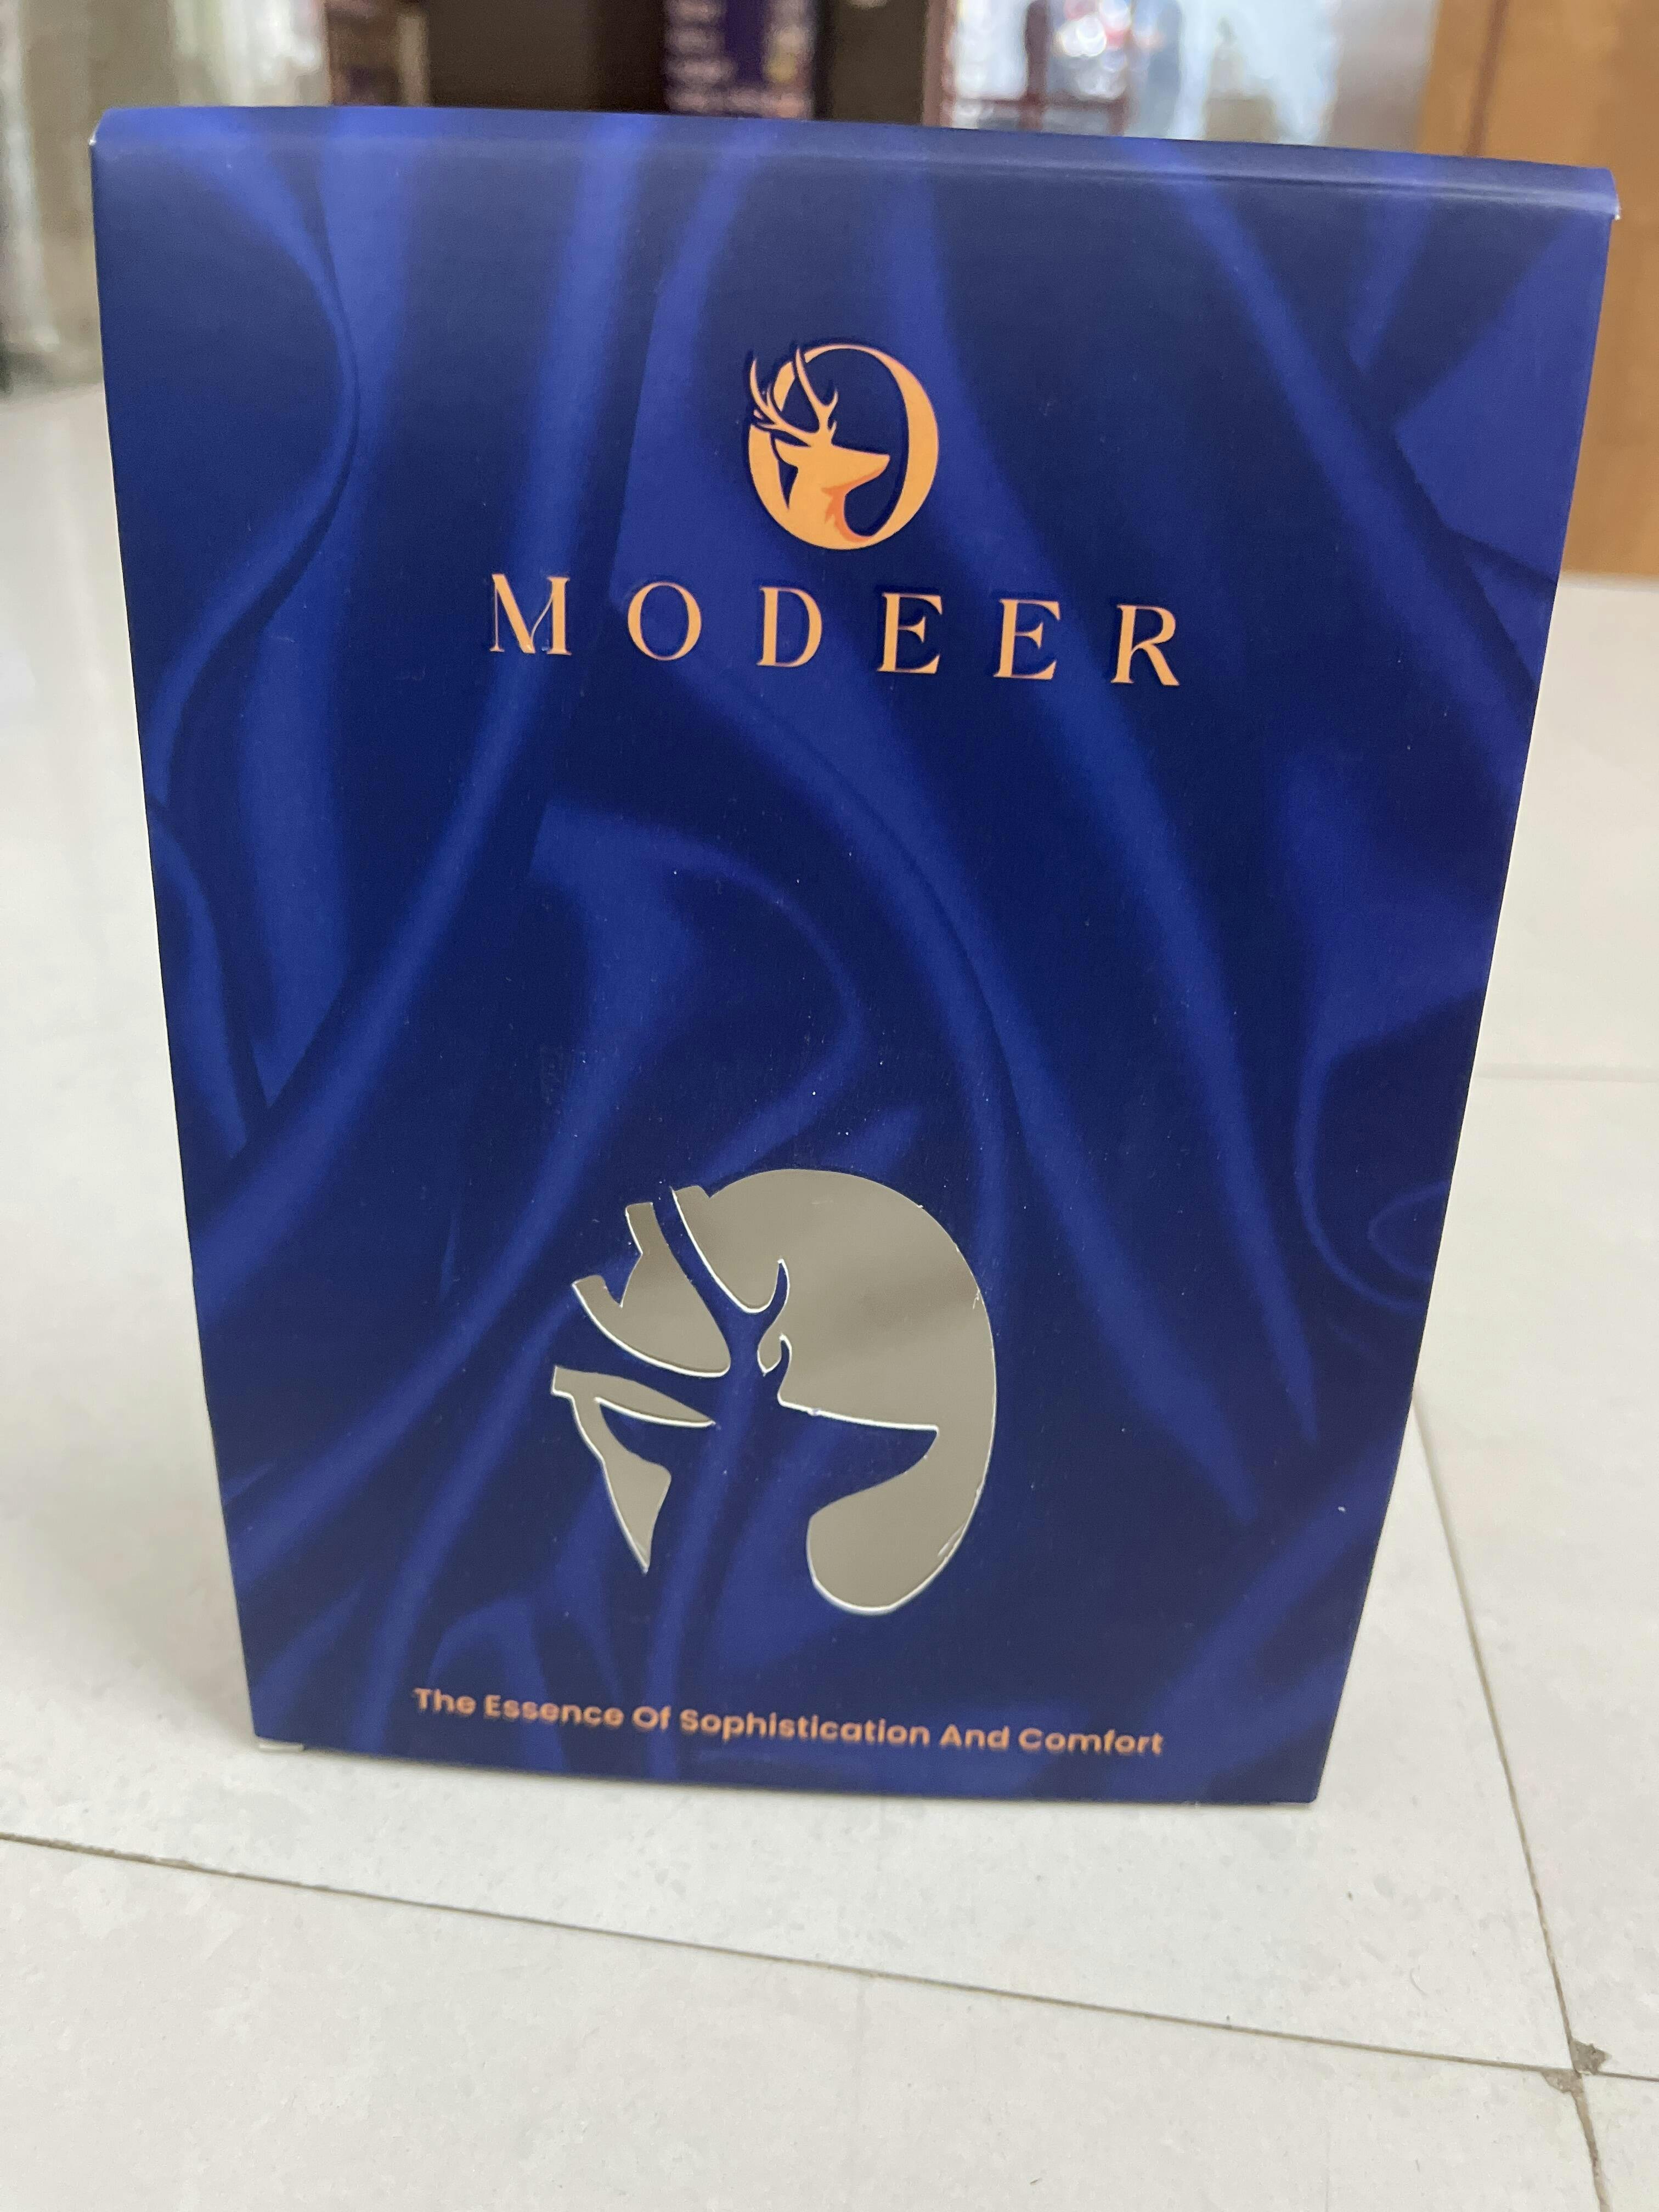 MODEER
The Essence Of Sophistication And Comfort